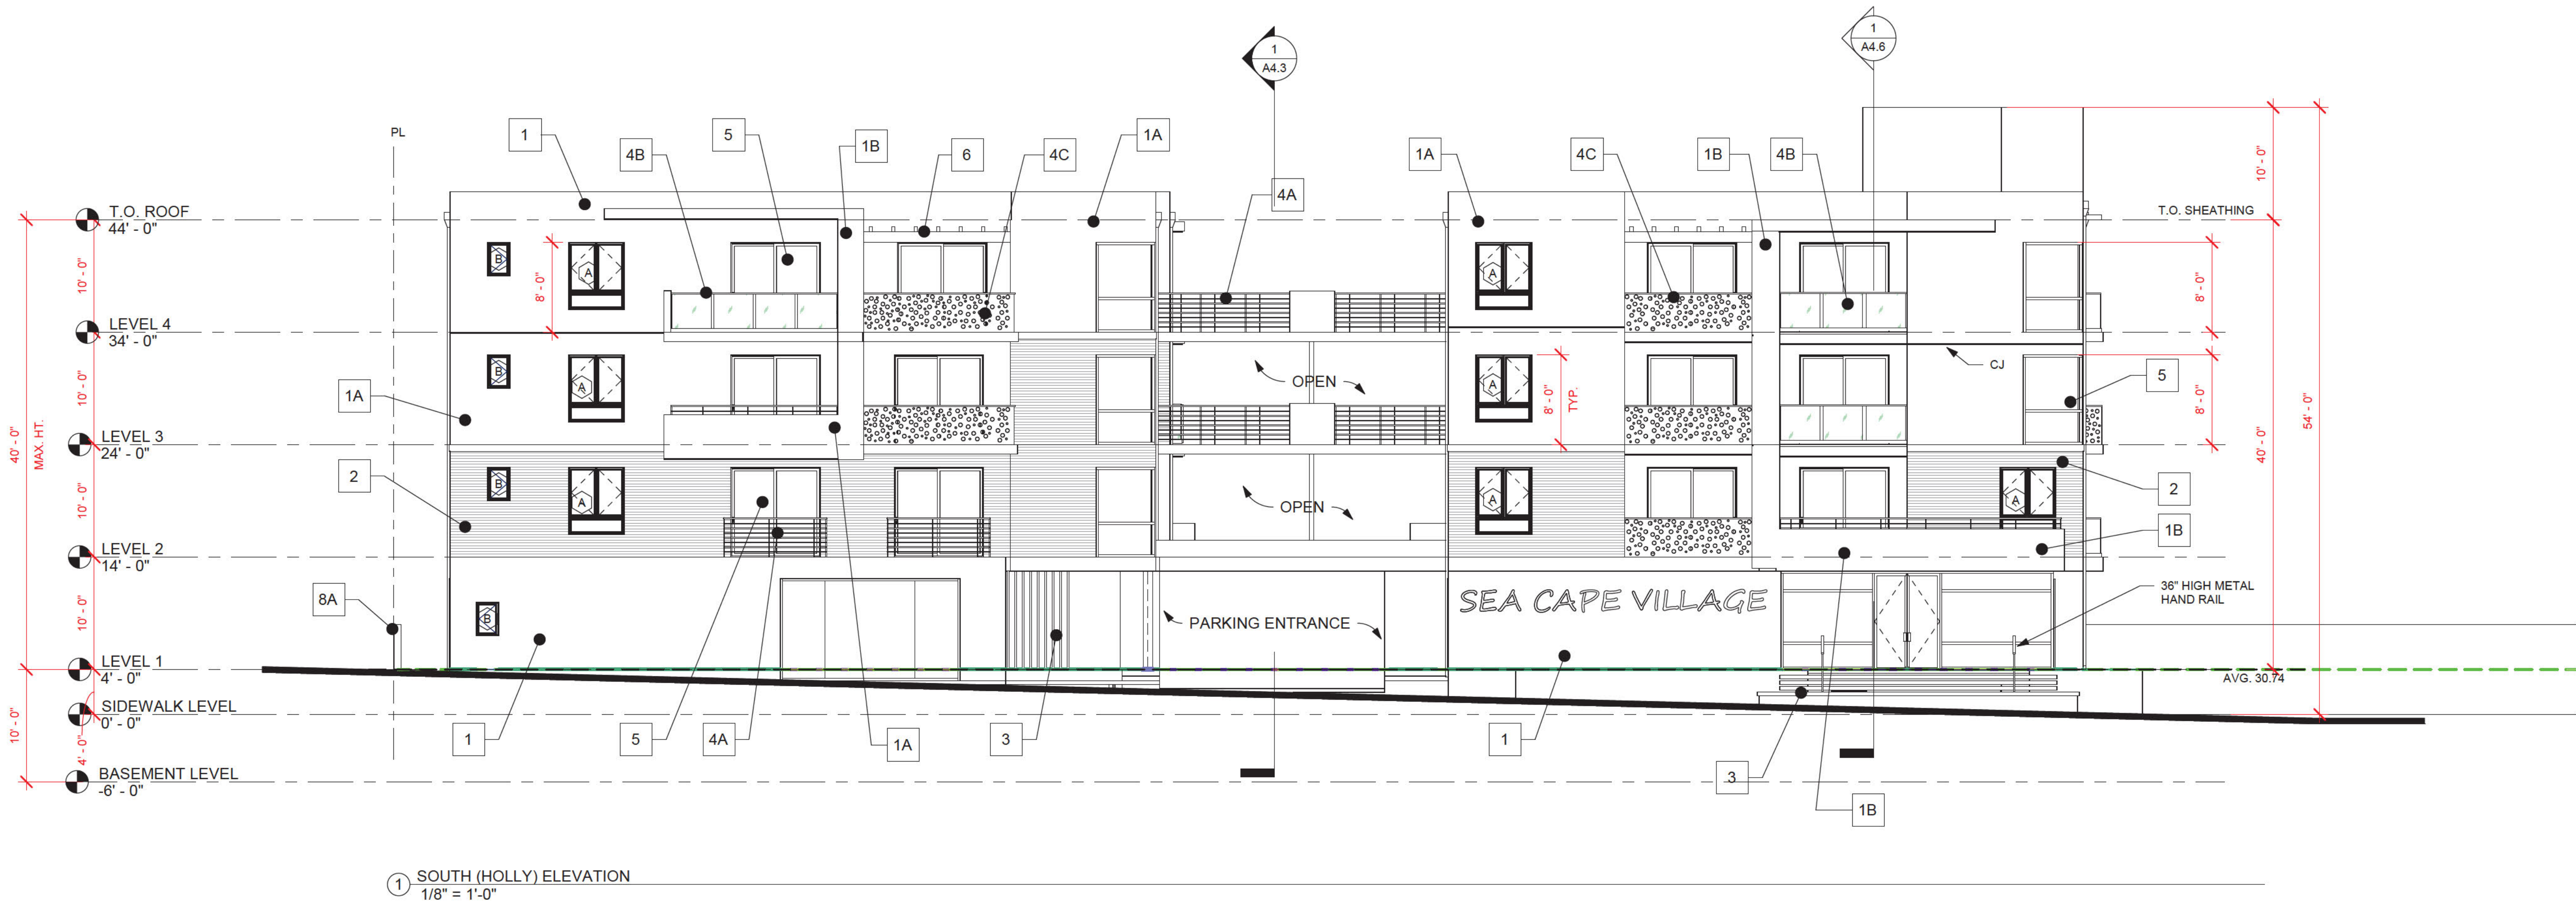 1
A4.3
1
A4.6
PL
1
4B
5
1B
6
4C
1A
4A
1A
4C
1B
4B
10' - 0"
T.O. ROOF
44' - 0"
T.O. SHEATHING
B
A
A
10' - 0"
8' - 0"
8' - 0"
LEVEL 4
34' - 0"
CJ
B
A
OPEN
A
5
1A
10' - 0"
8' - 0"
TYP.
8' - 0"
54' - 0"
40' - 0"
MAX. HT.
40' - 0"
LEVEL 3
24' - 0"
2
B
A
OPEN
A
A
2
10' - 0"
1B
LEVEL 2
14' - 0"
8A
B
10' - 0"
PARKING ENTRANCE
SEA CAPE VILLAGE
36" HIGH METAL
HAND RAIL
LEVEL 1
4' - 0"
AVG. 30.74
SIDEWALK LEVEL
0' - 0"
10' - 0"
4' - 0"
1
5
4A
1A
3
1
3
1B
BASEMENT LEVEL
-6' - 0"
1
SOUTH (HOLLY) ELEVATION
1/8" = 1'-0"